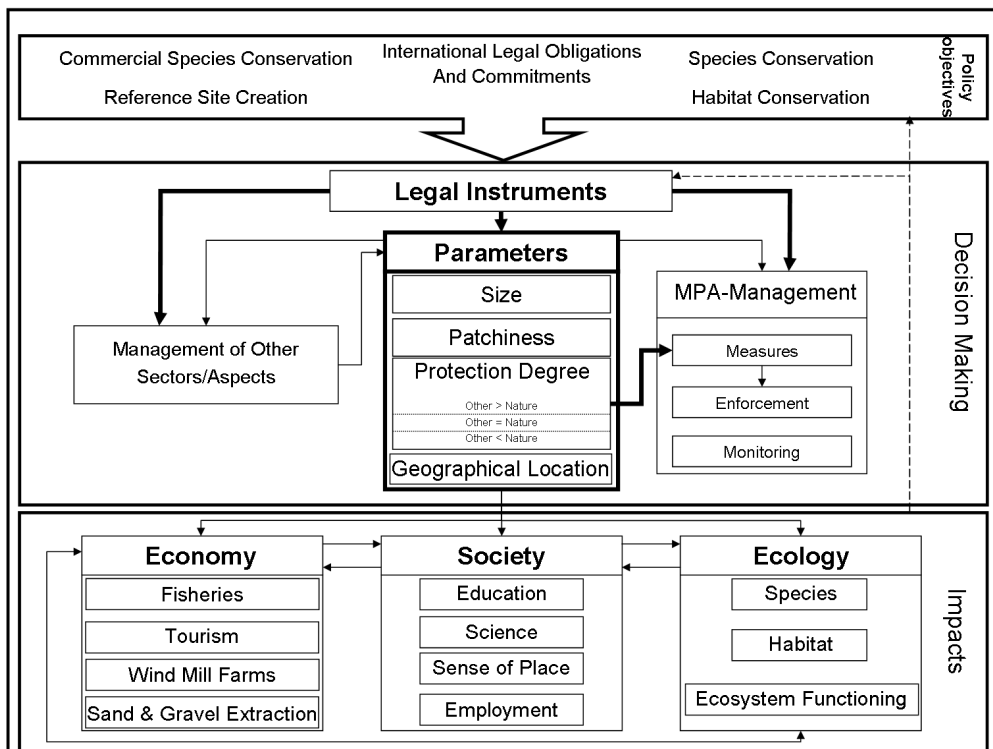 Commercial Species Conservation
International Legal Obligations
And Commitments
Species Conservation
Reference Site Creation
Habitat Conservation
Policy
objectives
Legal Instruments
Parameters
Size
Patchiness
Protection Degree
Other > Nature
Other = Nature
Other < Nature
Geographical Location
Management of Other
Sectors/Aspects
MPA-Management
Measures
Enforcement
Monitoring
Decision Making
Economy
Fisheries
Tourism
Wind Mill Farms
Sand & Gravel Extraction
Society
Education
Science
Sense of Place
Employment
Ecology
Species
Habitat
Ecosystem Functioning
Impacts